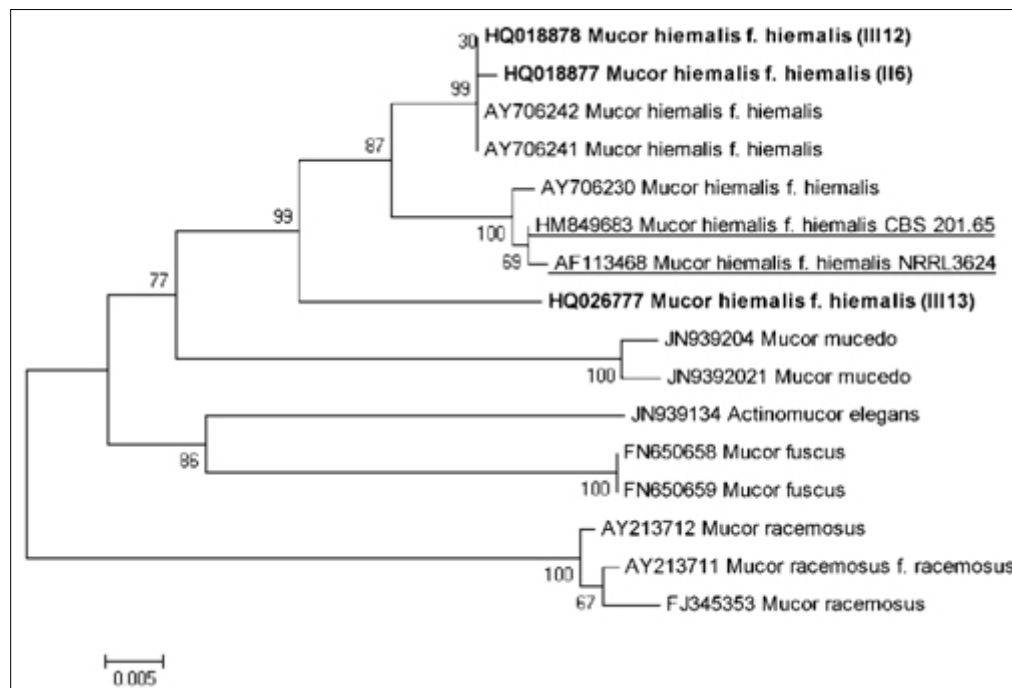 30 HQ018878 Mucor hiemalis f. hiemalis (III12)
HQ018877 Mucor hiemalis f. hiemalis (II6)
99
AY706242 Mucor hiemalis f. hiemalis
87
AY706241 Mucor hiemalis f. hiemalis
AY706230 Mucor hiemalis f. hiemalis
99
HM849683 Mucor hiemalis f. hiemalis CBS 201.65
100
69 AF113468 Mucor hiemalis f. hiemalis NRRL3624
77
HQ026777 Mucor hiemalis f. hiemalis (III13)
JN939204 Mucor mucedo
100 JN9392021 Mucor mucedo
JN939134 Actinomucor elegans
86
FN650658 Mucor fuscus
100 FN650659 Mucor fuscus
AY213712 Mucor racemosus
100 AY213711 Mucor racemosus f. racemosus
67 FJ345353 Mucor racemosus
0.005